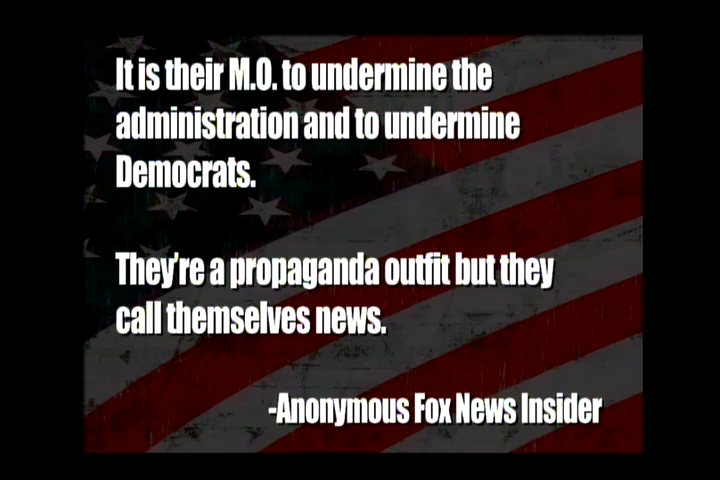 It is their M.O. to undermine the
administration and to undermine
Democrats.
They're a propaganda outfit but they
call themselves news.
-Anonymous Fox News Insider